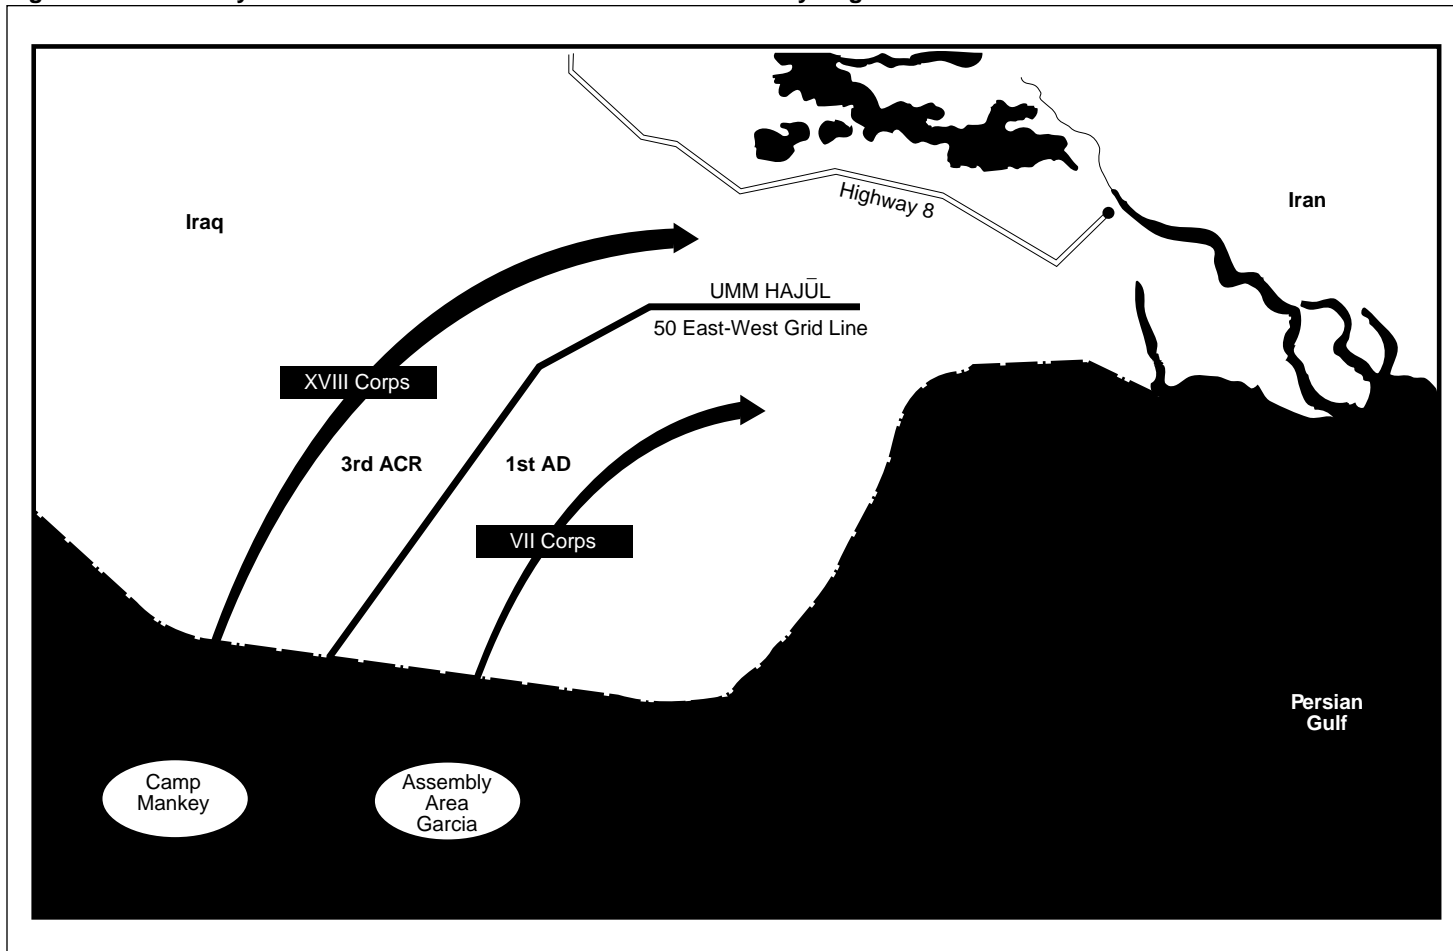 Highway 8
Iraq
Iran
UMM HAJŪL
50 East-West Grid Line
XVIII Corps
3rd ACR
1st AD
VII Corps
Persian
Gulf
Camp
Mankey
Assembly
Area
Garcia